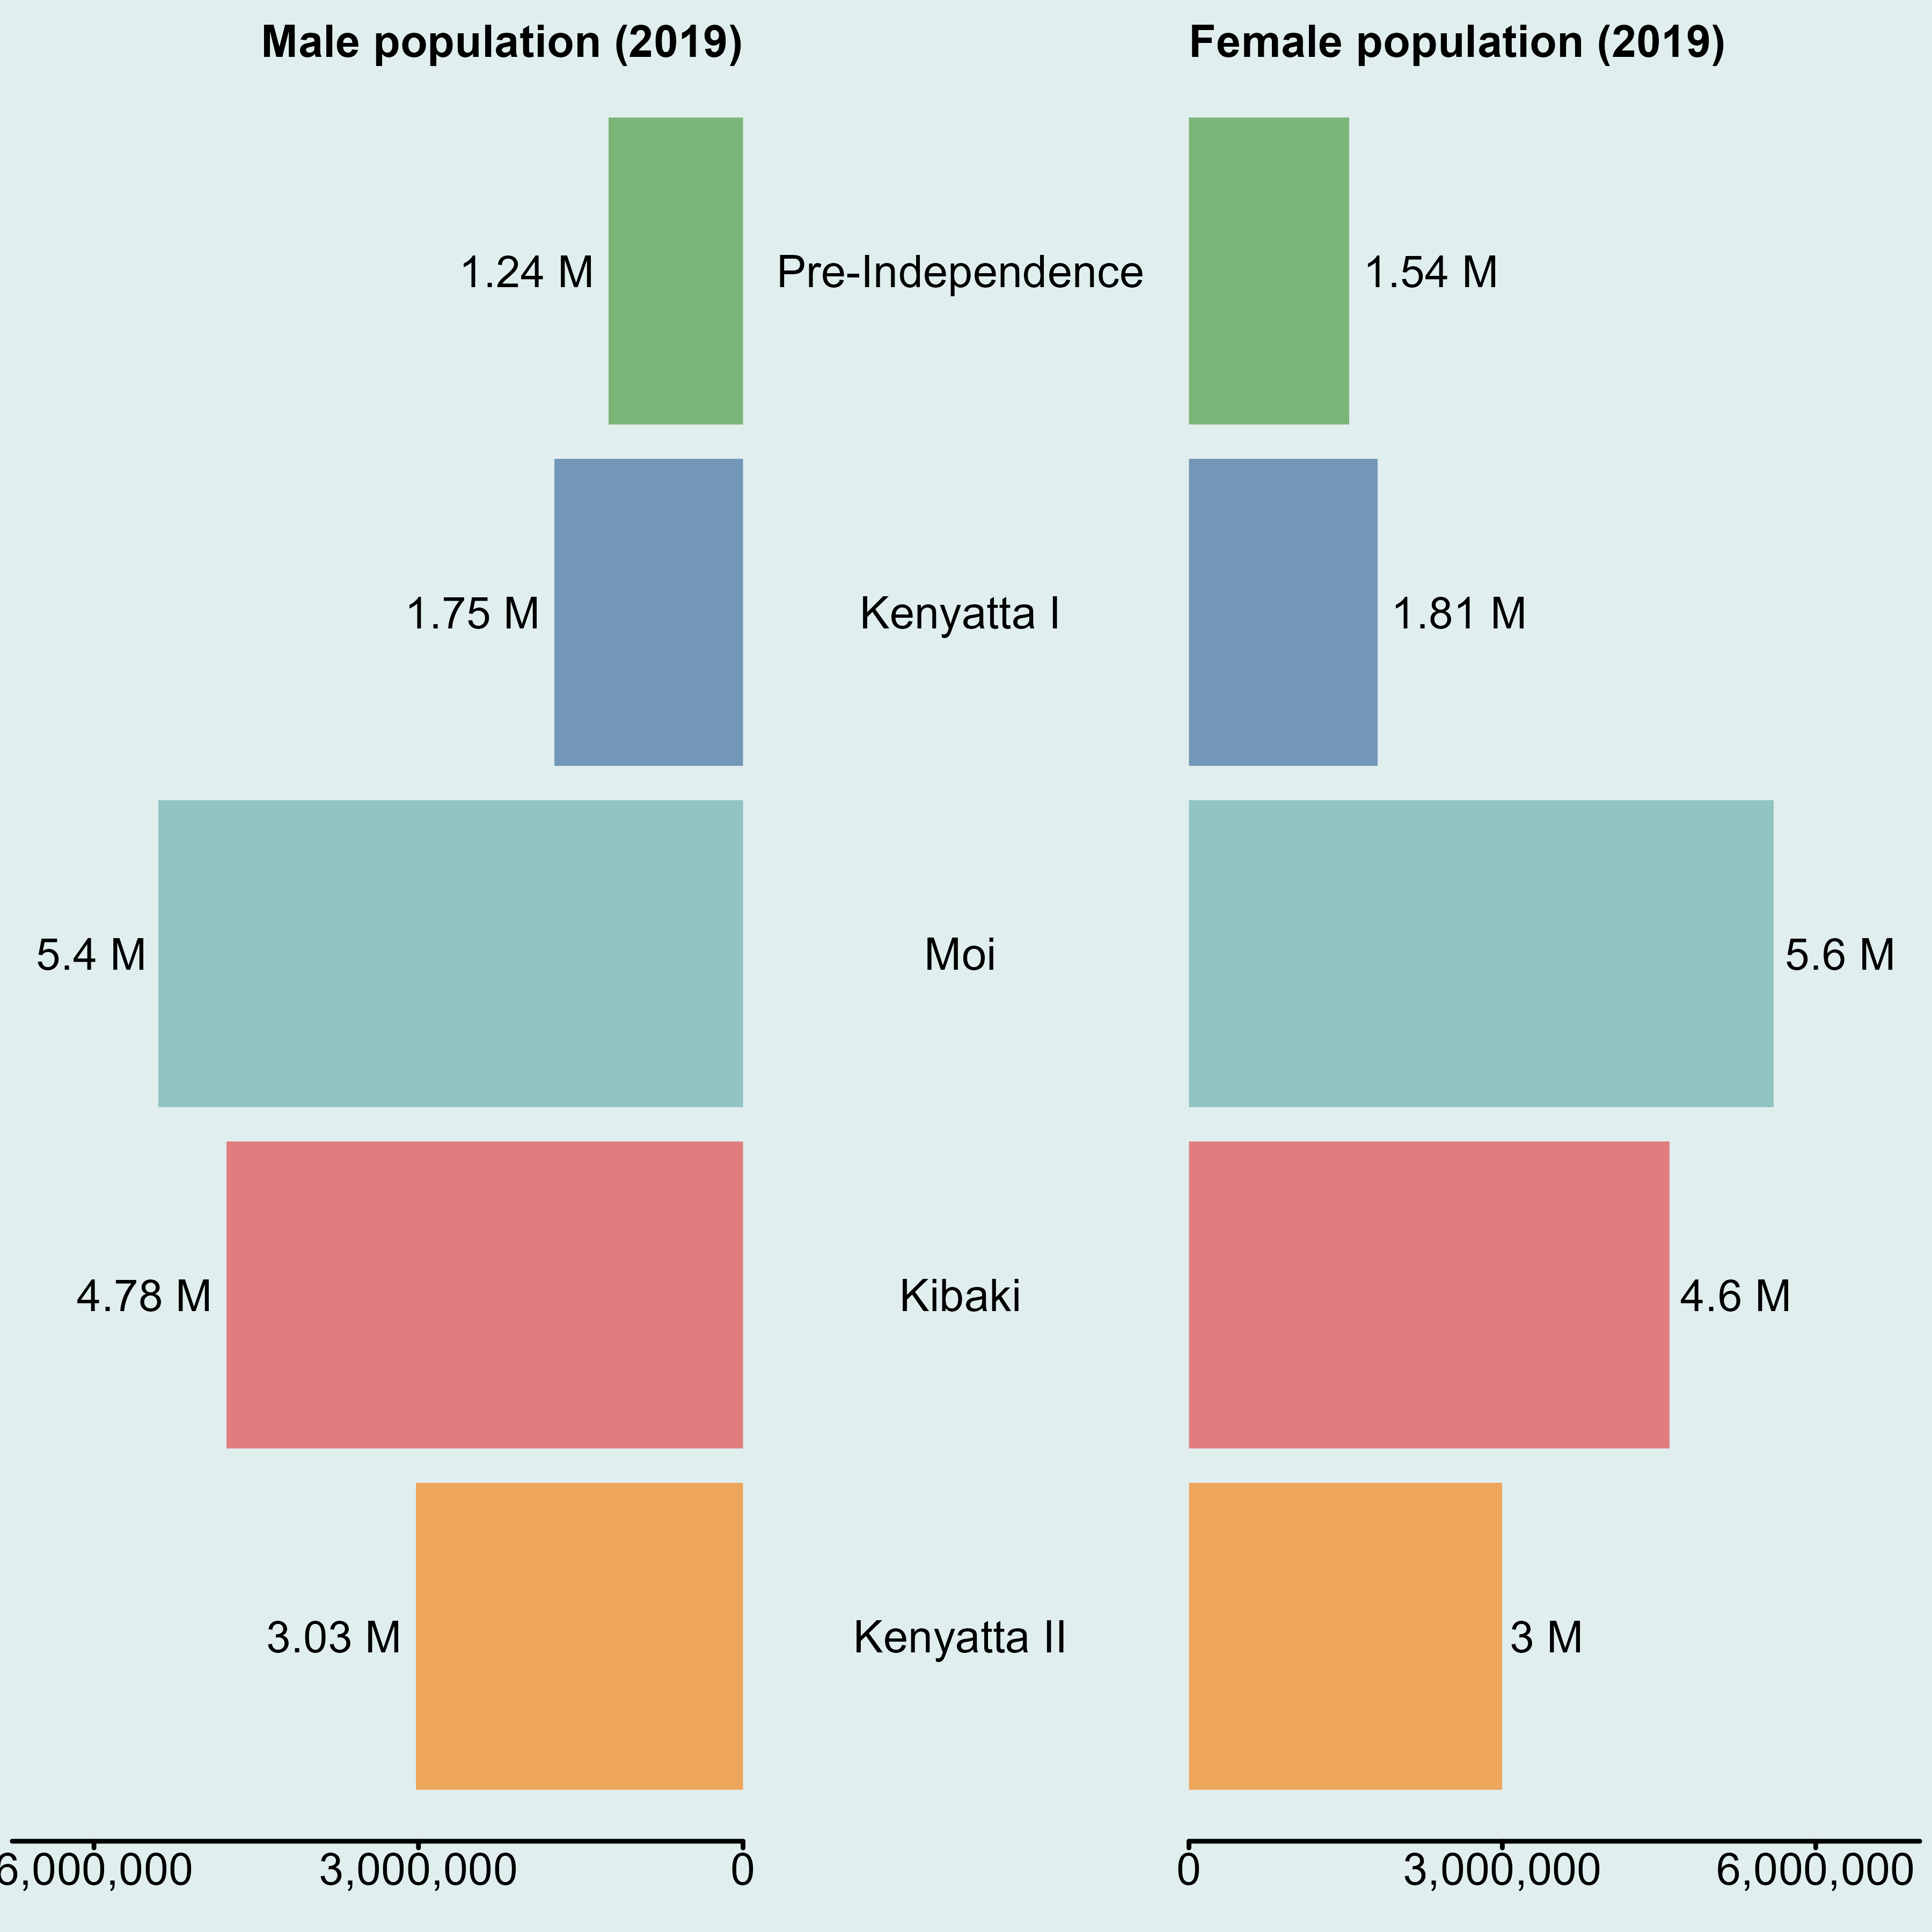 Male population (2019)
Female population (2019)
1.24 M
Pre-Independence
1.54 M
1.75 M
Kenyatta I
1.81 M
5.4 M
Moi
5.6 M
4.78 M
Kibaki
4.6 M
3.03 M
Kenyatta II
3 M
6,000,000
3,000,000
0
0
3,000,000
6,000,000